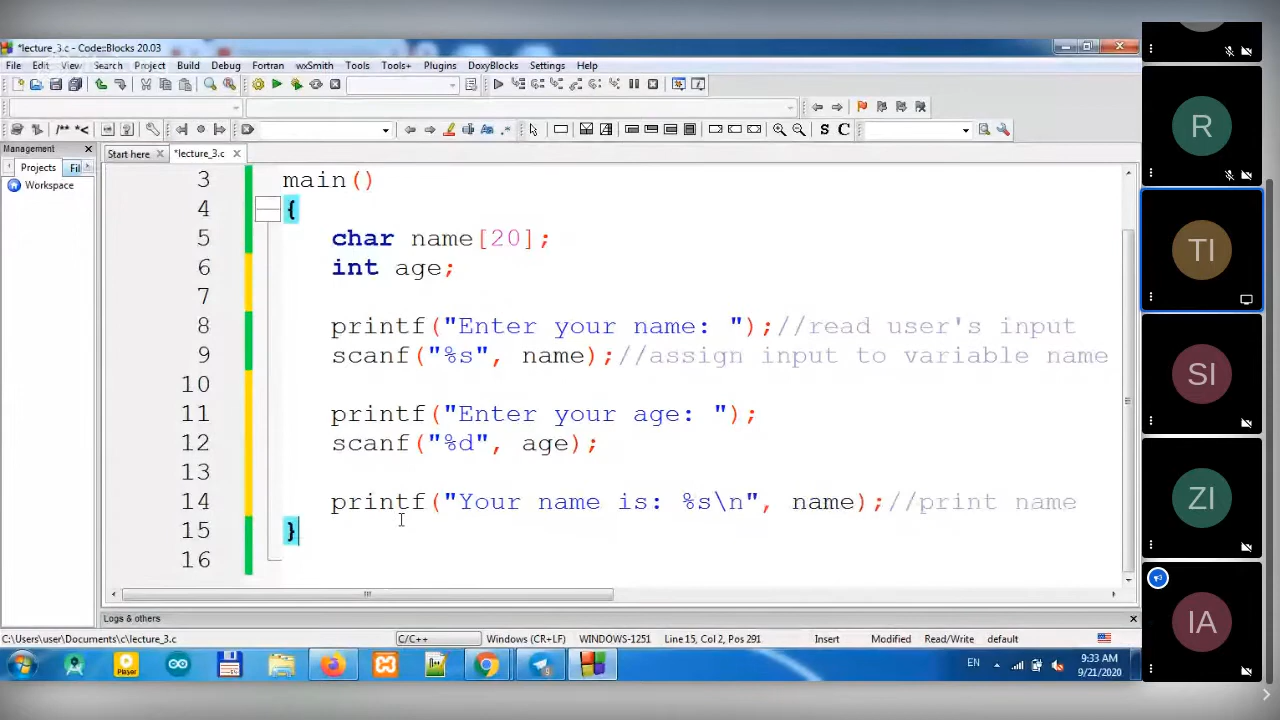 *lecture_3.c - Code::Blocks 20.03
File Edit View Search Project Build Debug Fortran wxSmith Tools Tools+ Plugins DoxyBlocks Settings Help
/** *< S C
Management
Start here *lecture_3.c
Projects Fil
Workspace
3 main()
4 {
5 char name[20];
6 int age;
7
8 printf("Enter your name: ");//read user's input
9 scanf("%s", name);//assign input to variable name
10
11 printf("Enter your age: ");
12 scanf("%d", age);
13
14 printf("Your name is: %s\n", name);//print name
15 }
16
Logs & others
C:\Users\user\Documents\c\lecture_3.c C/C++ Windows (CR+LF) WINDOWS-1251 Line 15, Col 2, Pos 291 Insert Modified Read/Write default
Player EN 9:33 AM
9/21/2020
R
TI
SI
ZI
IA